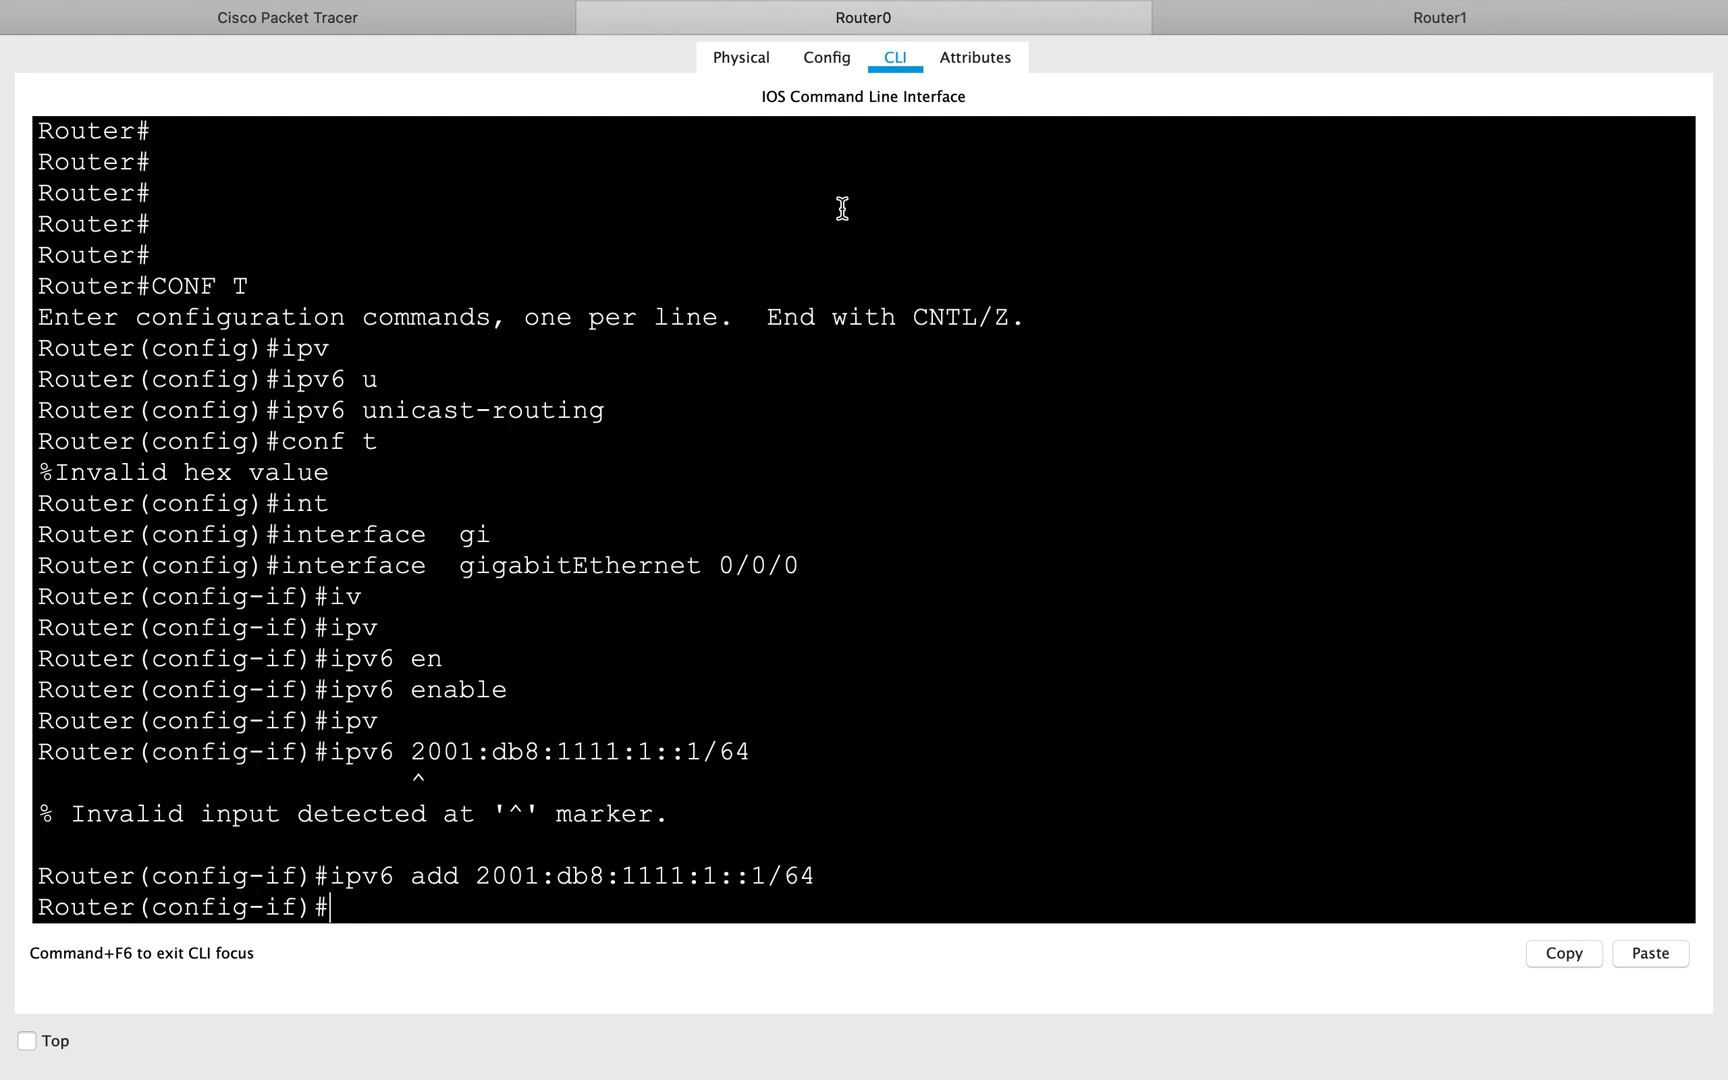 Cisco Packet Tracer
Router0
Router1
Physical
Config
CLI
Attributes
IOS Command Line Interface
Router#
Router#
Router#
Router#
Router#
Router#CONF T
Enter configuration commands, one per line.  End with CNTL/Z.
Router(config)#ipv
Router(config)#ipv6 u
Router(config)#ipv6 unicast-routing
Router(config)#conf t
%Invalid hex value
Router(config)#int
Router(config)#interface  gi
Router(config)#interface  gigabitEthernet 0/0/0
Router(config-if)#iv
Router(config-if)#ipv
Router(config-if)#ipv6 en
Router(config-if)#ipv6 enable
Router(config-if)#ipv
Router(config-if)#ipv6 2001:db8:1111:1::1/64
^
% Invalid input detected at '^' marker.
Router(config-if)#ipv6 add 2001:db8:1111:1::1/64
Router(config-if)#
Command+F6 to exit CLI focus
Copy
Paste
Top